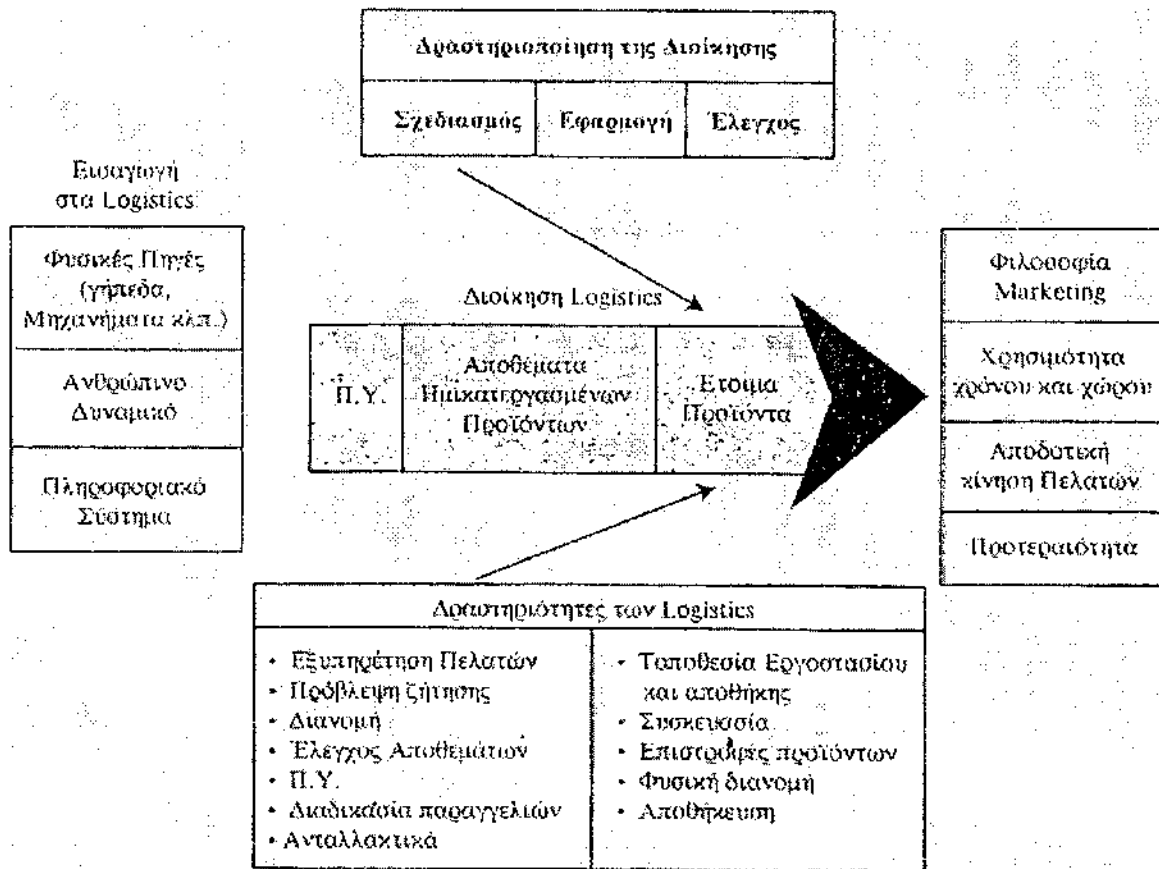 Δραστηριοποίηση της Διοίκησης
Σχεδιασμός
Εφαρμογή
Έλεγχος
Εισαγωγή
στα Logistics
Φυσικές Πηγές
(γήπεδα,
Μηχανήματα κλπ.)
Ανθρώπινο
Δυναμικό
Πληροφοριακό
Σύστημα
Διοίκηση Logistics
Π.Υ.
Αποθέματα
Ημικατεργασμένων
Προϊόντων
Ετοιμα
Προϊόντα
Φιλοσοφία
Marketing
Χρησιμότητα
χρόνου και χώρου
Αποδοτική
κίνηση Πελατών
Προτεραιότητα
Δραστηριότητες των Logistics
• Εξυπηρέτηση Πελατών
• Πρόβλεψη ζήτησης
• Διανομή
• Έλεγχος Αποθεμάτων
• Π.Υ.
• Διαδικασία παραγγελιών
• Ανταλλακτικά
• Τοποθεσία Εργοστασίου
και αποθήκης
• Συσκευασία
• Επιστροφές προϊόντων
• Φυσική διανομή
• Αποθήκευση